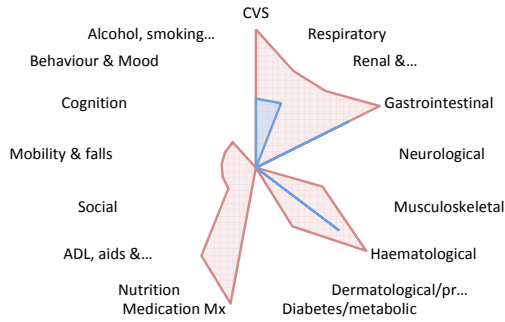 CVS
Alcohol, smoking…
Respiratory
Behaviour & Mood
Renal &…
Cognition
Gastrointestinal
Mobility & falls
Neurological
Social
Musculoskeletal
ADL, aids &…
Haematological
Nutrition
Dermatological/pr…
Medication Mx
Diabetes/metabolic